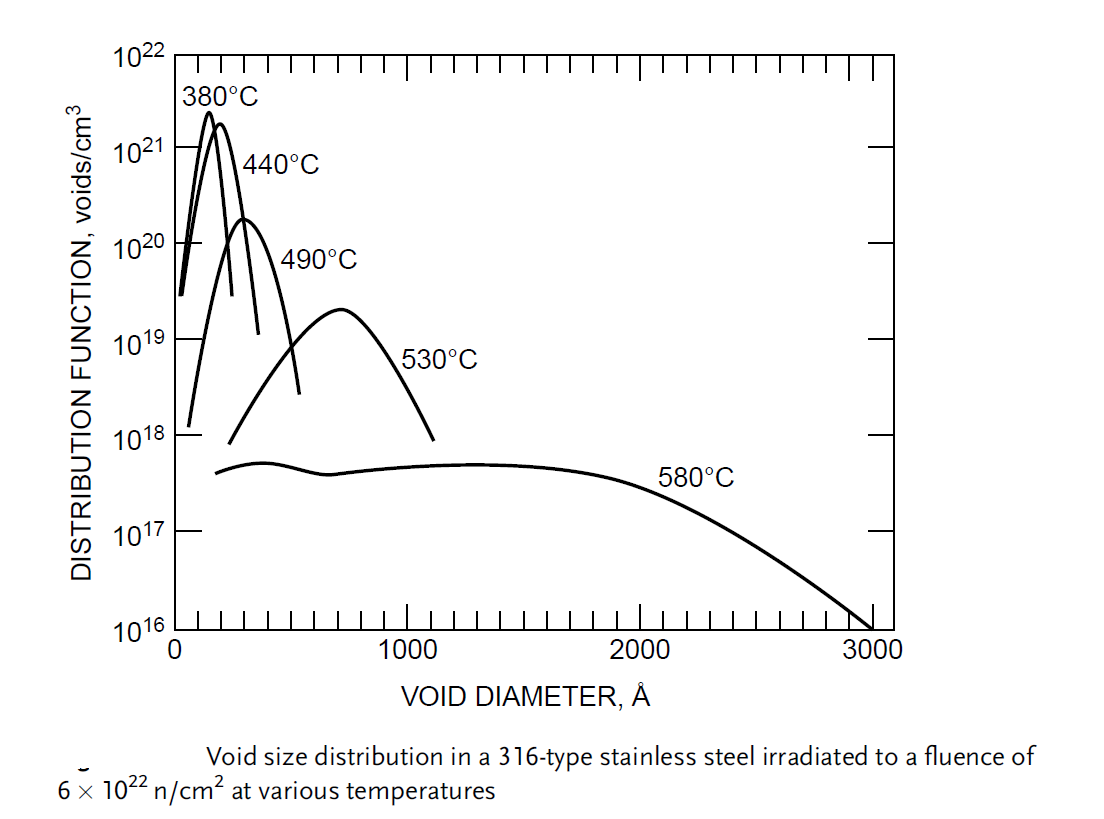 10²²
380°C
10²¹
440°C
10²⁰
490°C
10¹⁹
530°C
10¹⁸
580°C
10¹⁷
10¹⁶
0
1000
2000
3000
DISTRIBUTION FUNCTION, voids/cm³
VOID DIAMETER, Å
Void size distribution in a 316-type stainless steel irradiated to a fluence of
6 × 10²² n/cm² at various temperatures